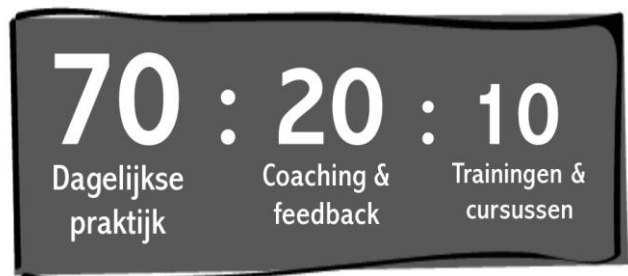 70 : 20 : 10
Dagelijkse
praktijk
Coaching &
feedback
Trainingen &
cursussen